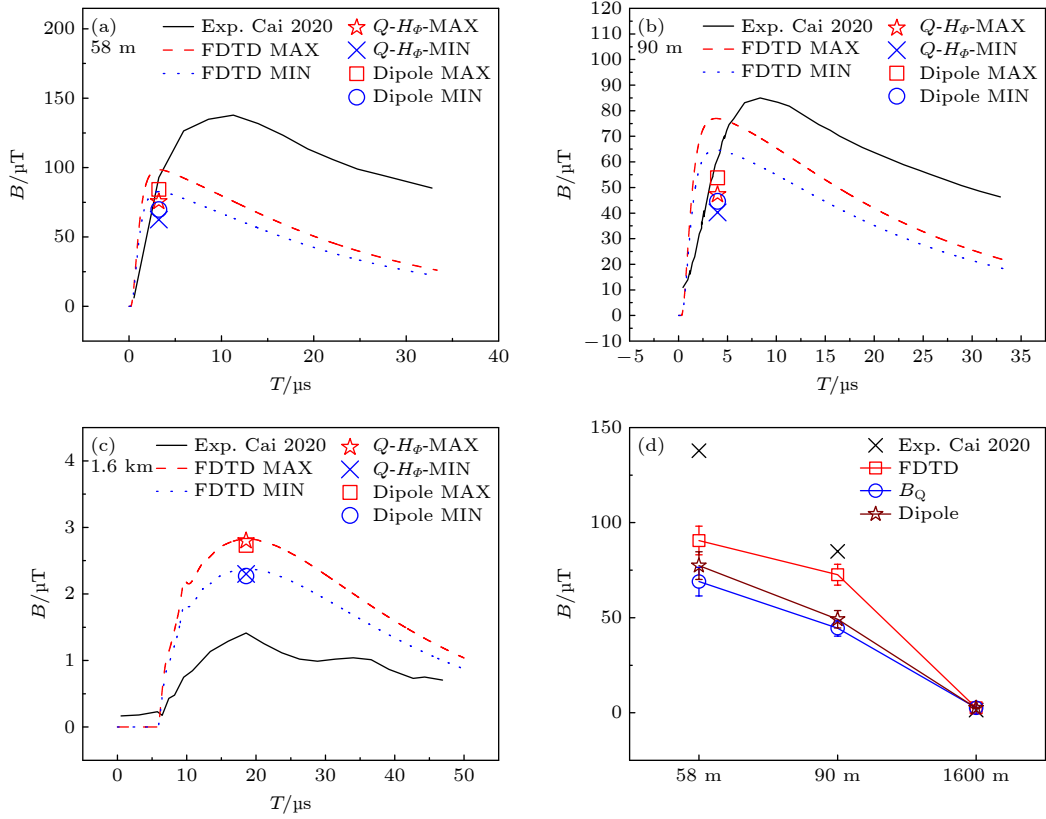 (a)
58 m
Exp. Cai 2020
FDTD MAX
FDTD MIN
Q-HΦ-MAX
Q-HΦ-MIN
Dipole MAX
Dipole MIN
200
150
100
50
0
B/μT
0 10 20 30 40
T/μs
(b)
90 m
Exp. Cai 2020
FDTD MAX
FDTD MIN
Q-HΦ-MAX
Q-HΦ-MIN
Dipole MAX
Dipole MIN
120
110
100
90
80
70
60
50
40
30
20
10
0
−10
B/μT
−5 0 5 10 15 20 25 30 35
T/μs
(c)
1.6 km
Exp. Cai 2020
FDTD MAX
FDTD MIN
Q-HΦ-MAX
Q-HΦ-MIN
Dipole MAX
Dipole MIN
4
3
2
1
0
B/μT
0 10 20 30 40 50
T/μs
(d)
Exp. Cai 2020
FDTD
BQ
Dipole
150
100
50
0
B/μT
58 m 90 m 1600 m